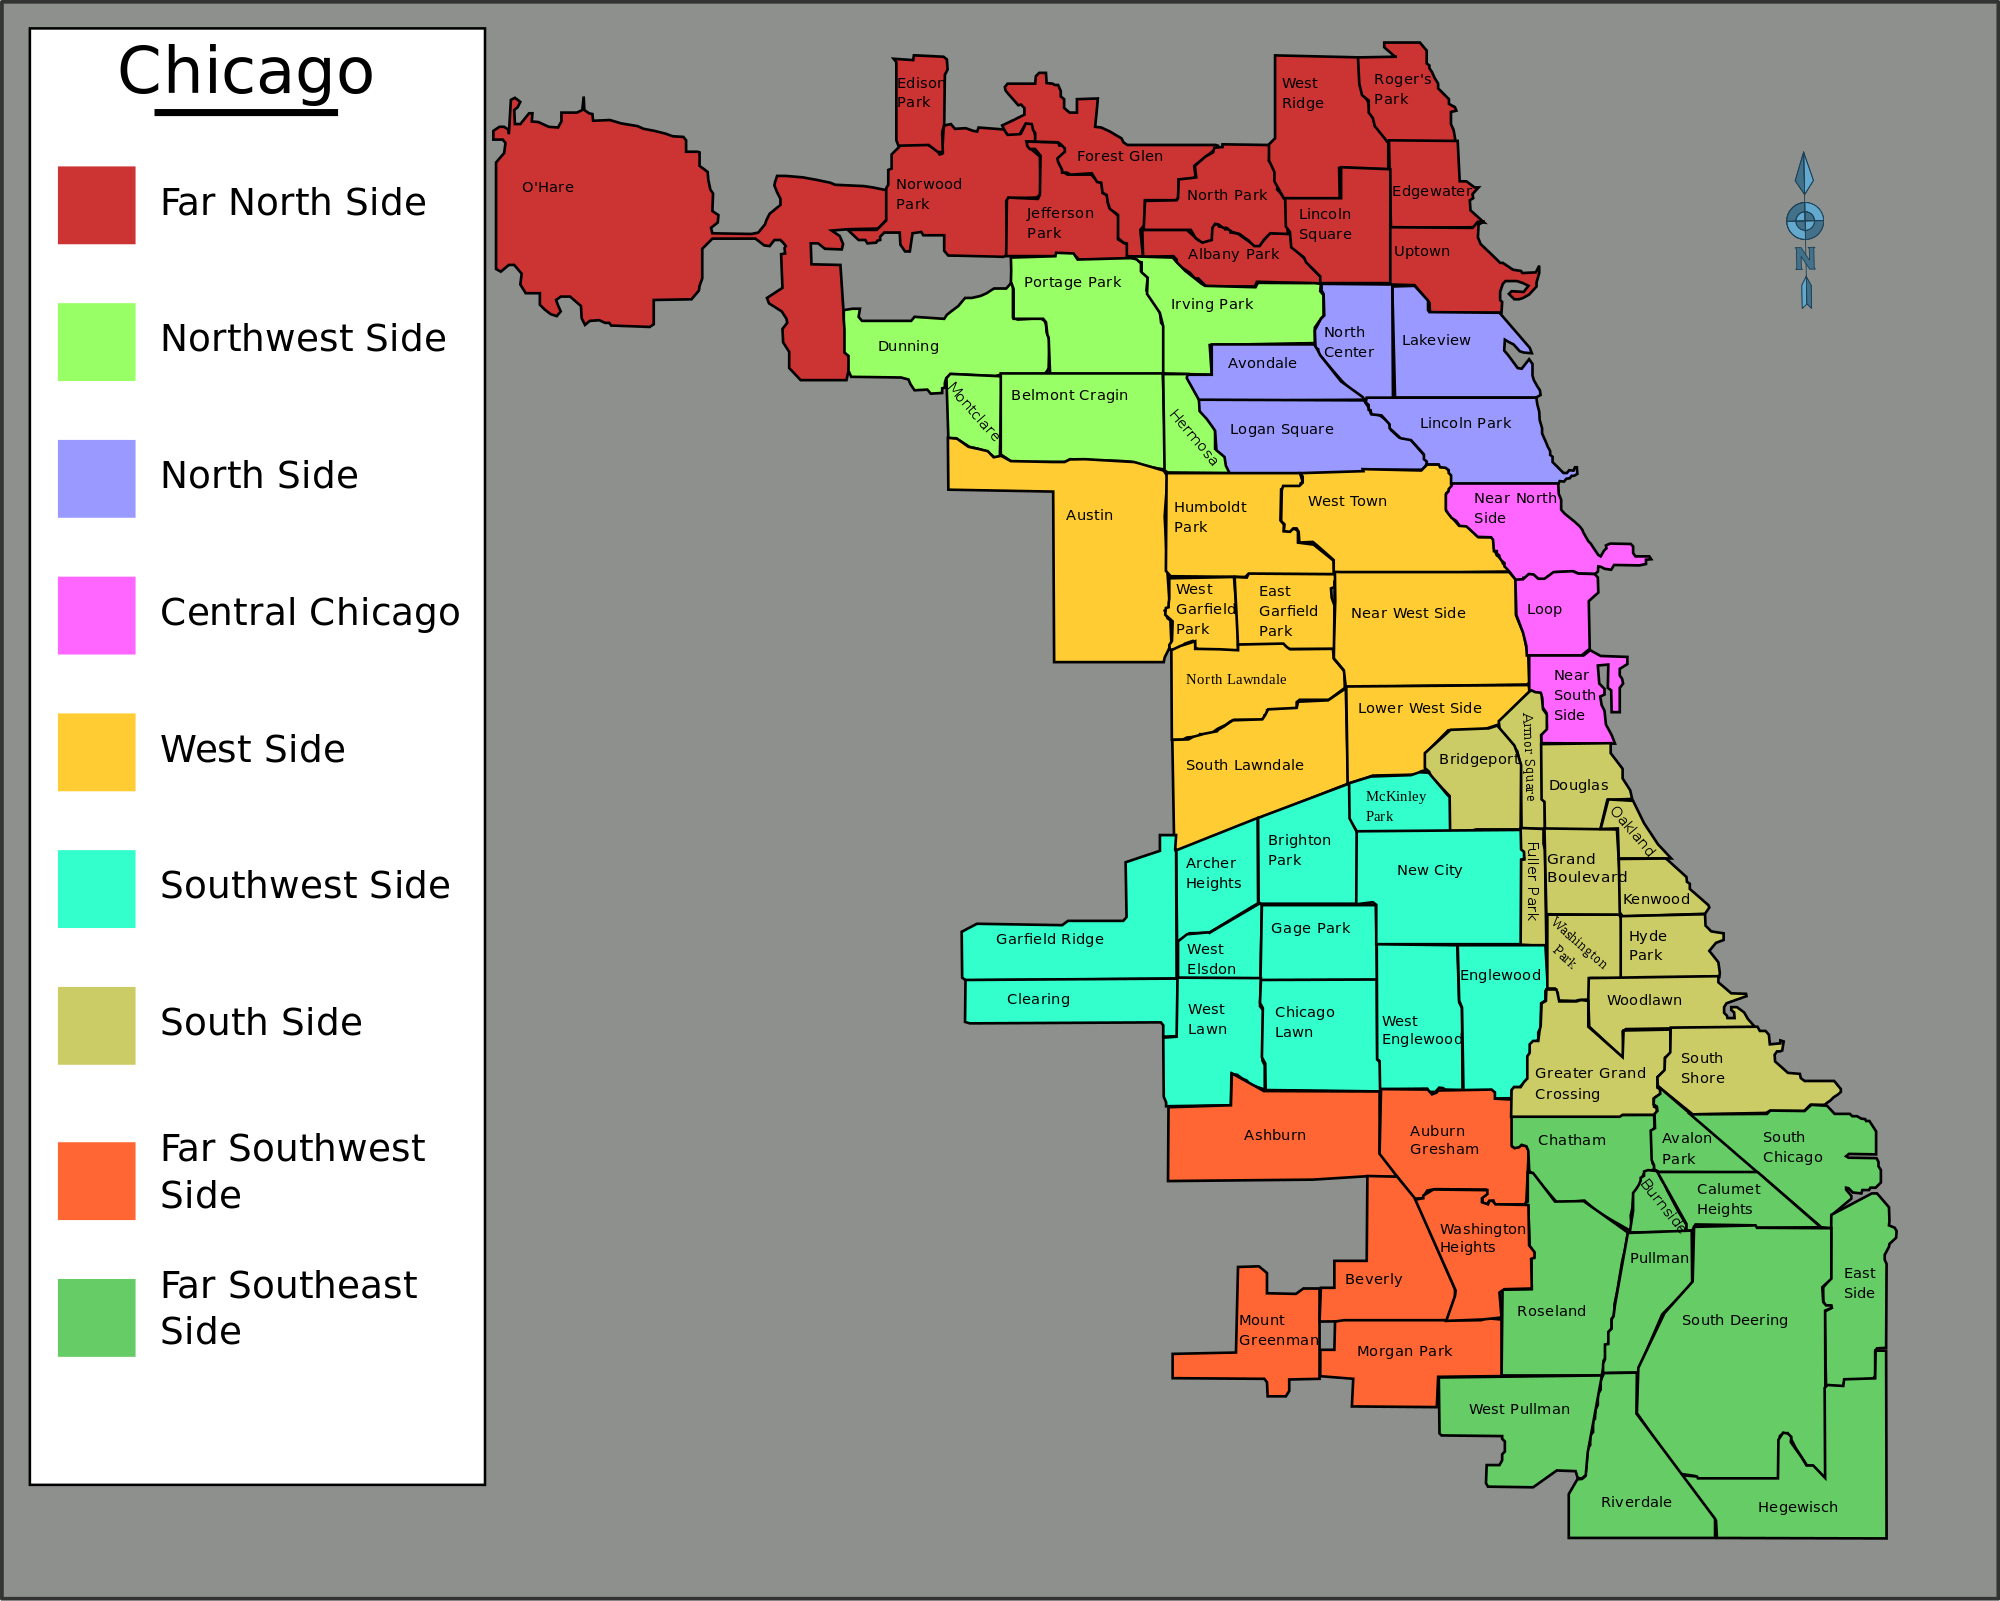 Chicago
Far North Side
Northwest Side
North Side
Central Chicago
West Side
Southwest Side
South Side
Far Southwest
Side
Far Southeast
Side
O'Hare
Edison
Park
Norwood
Park
Jefferson
Park
Forest Glen
North Park
Albany Park
West
Ridge
Roger's
Park
Lincoln
Square
Edgewater
Uptown
N
Portage Park
Irving Park
Dunning
Montclare
Belmont Cragin
Hermosa
North
Center
Lakeview
Avondale
Logan Square
Lincoln Park
Austin
Humboldt
Park
West Town
Near North
Side
West
Garfield
Park
East
Garfield
Park
Near West Side
Loop
North Lawndale
Lower West Side
Near
South
Side
South Lawndale
Bridgeport
Armor Square
Douglas
Oakland
McKinley
Park
Archer
Heights
Brighton
Park
New City
Fuller Park
Grand
Boulevard
Kenwood
Garfield Ridge
West
Elsdon
Gage Park
Washington
Park
Hyde
Park
Clearing
West
Lawn
Chicago
Lawn
West
Englewood
Englewood
Woodlawn
Greater Grand
Crossing
South
Shore
Ashburn
Auburn
Gresham
Chatham
Avalon
Park
South
Chicago
Burnside
Calumet
Heights
Washington
Heights
Beverly
Mount
Greenman
Morgan Park
Roseland
Pullman
South Deering
East
Side
West Pullman
Riverdale
Hegewisch